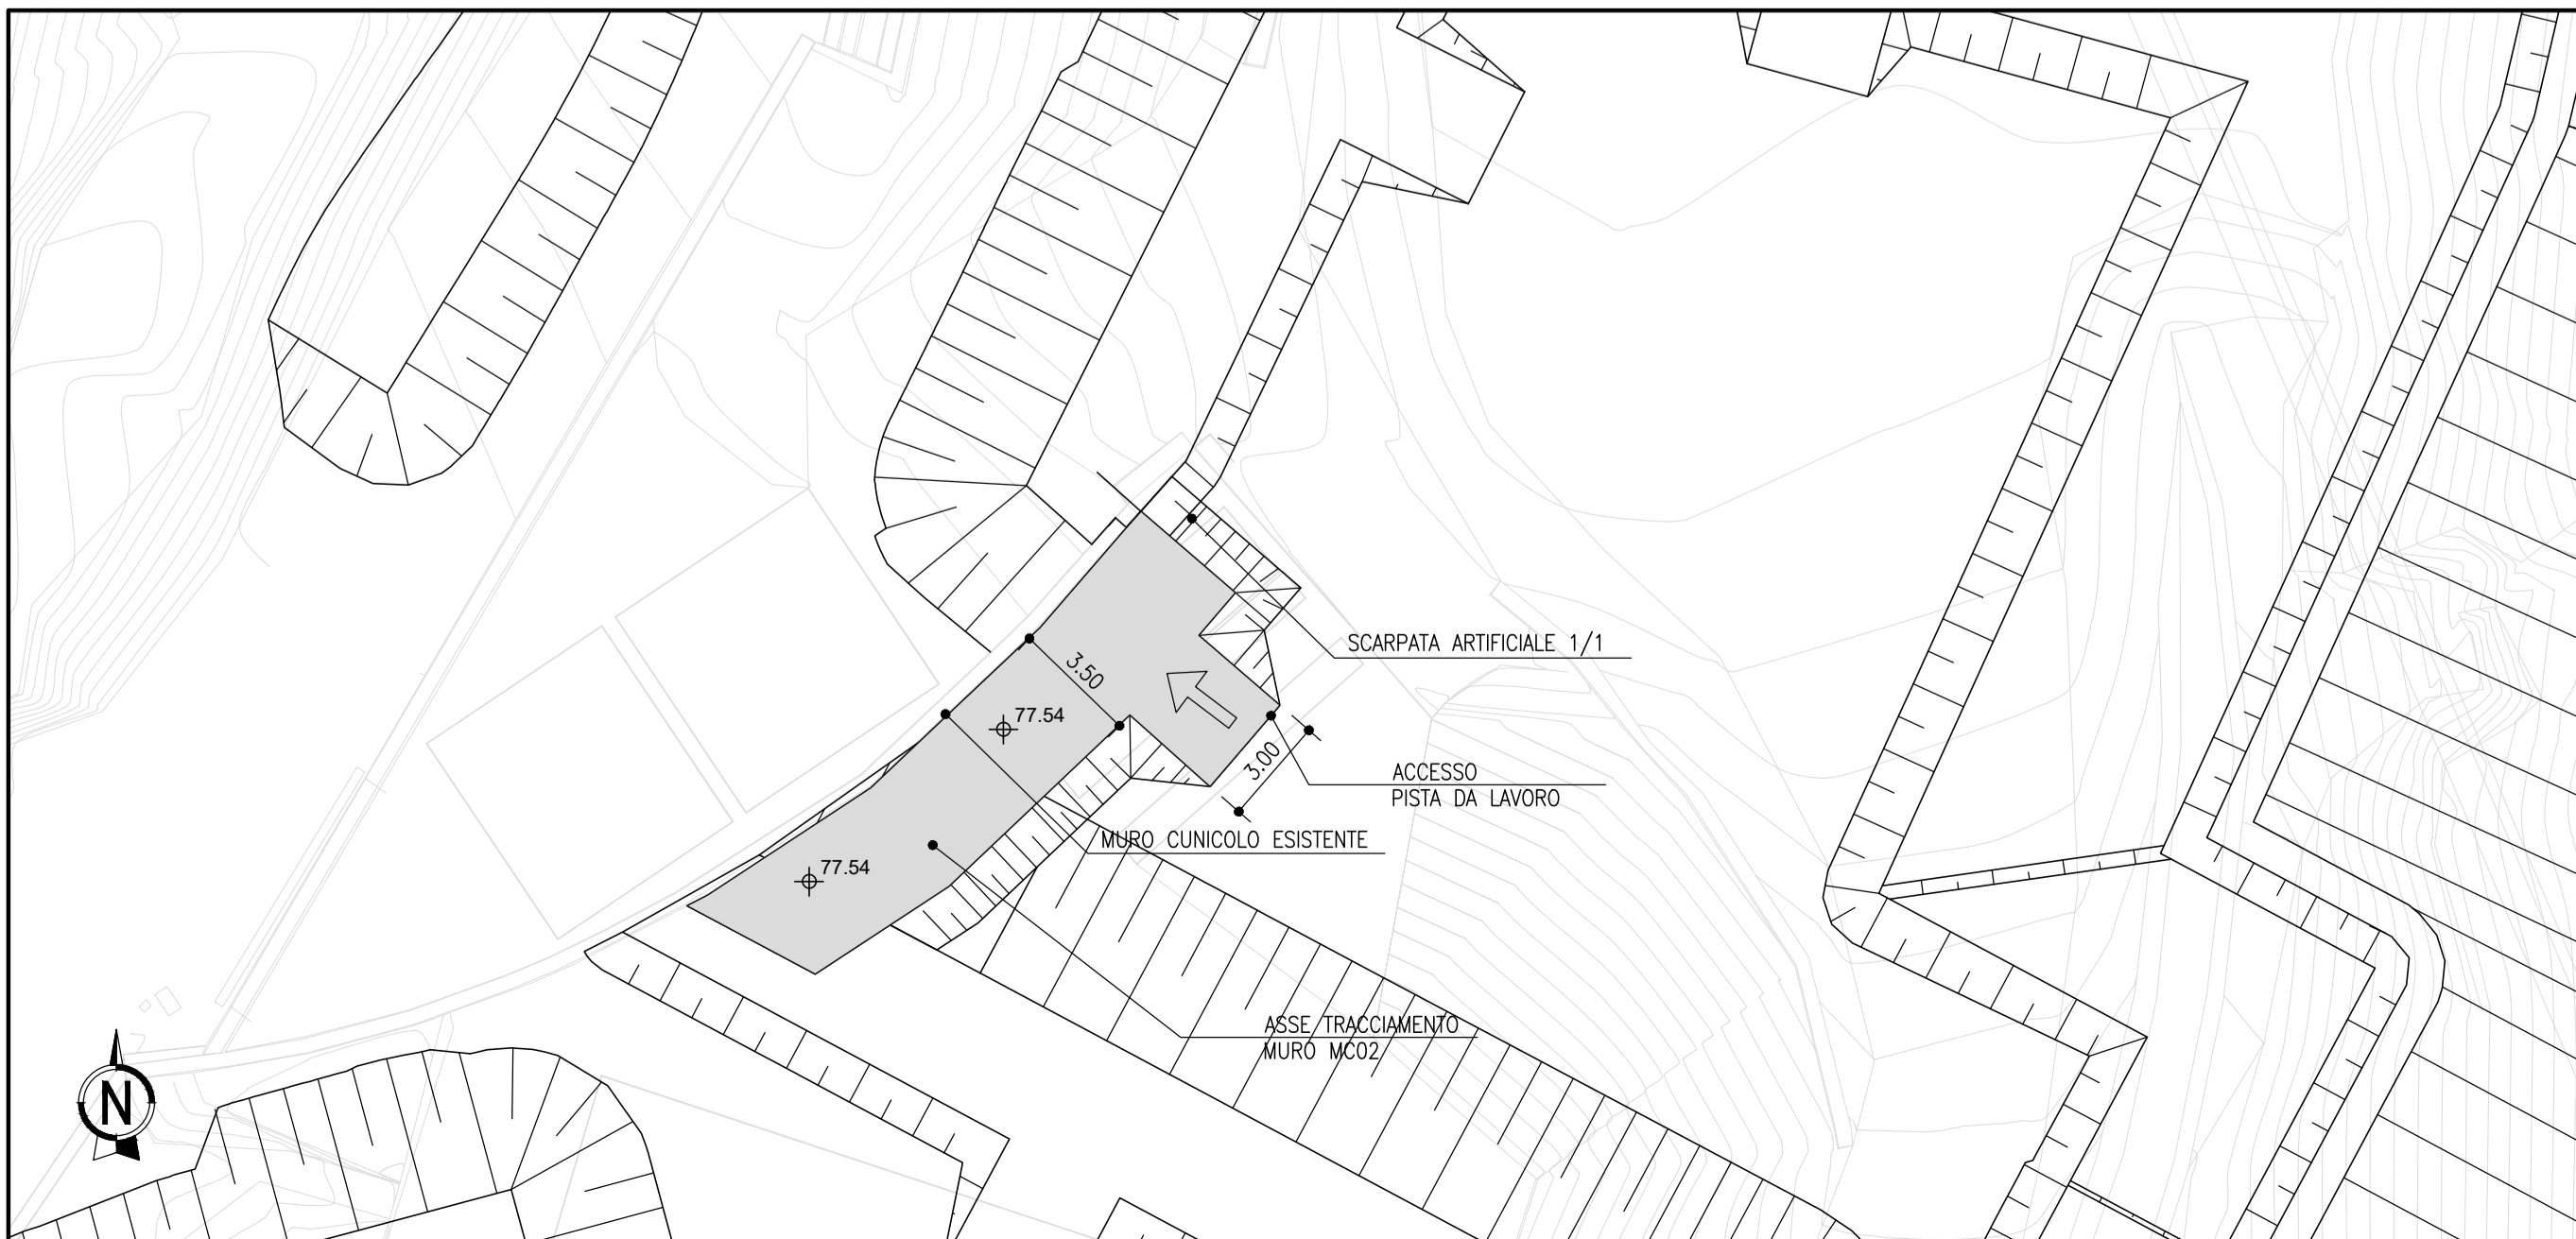 SCARPATA ARTIFICIALE 1/1
3.50
77.54
3.00
ACCESSO
PISTA DA LAVORO
MURO CUNICOLO ESISTENTE
77.54
ASSE TRACCIAMENTO
MURO MC02
N